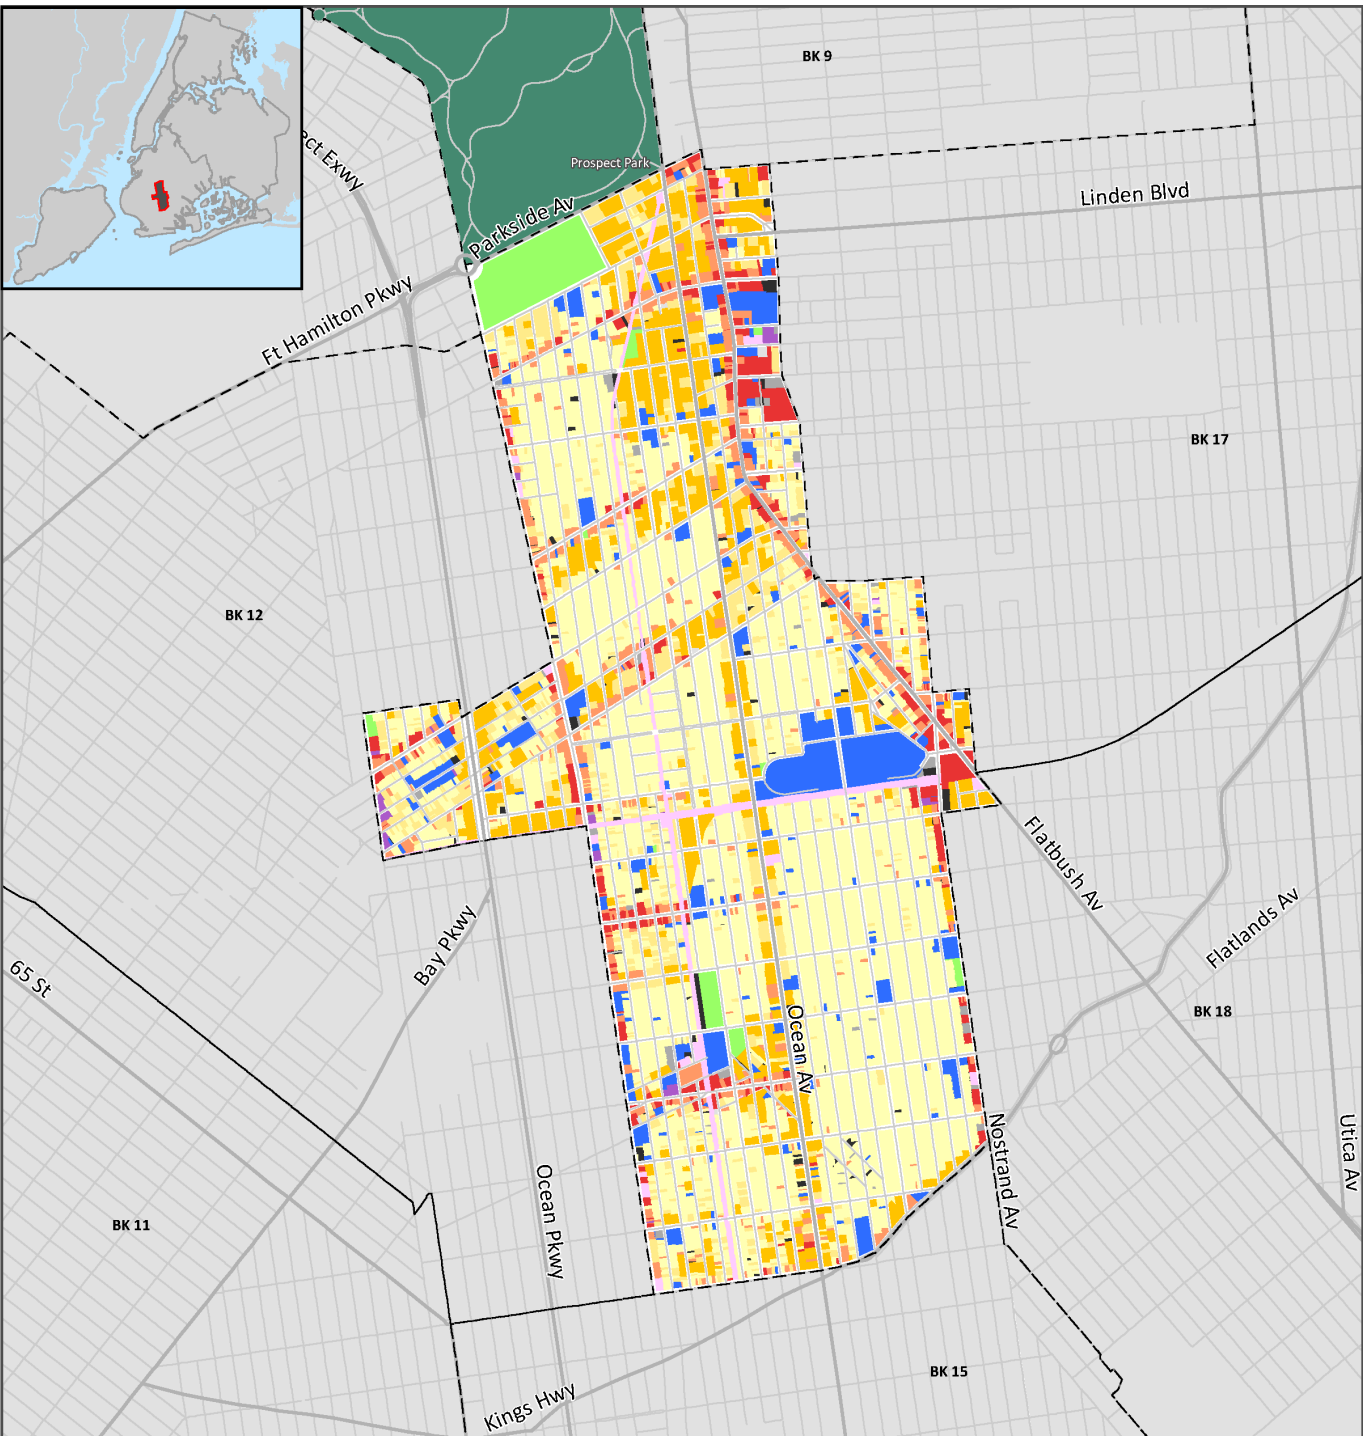 BK 9
ect Exwy
Prospect Park
Linden Blvd
Parkside Av
Ft Hamilton Pkwy
BK 17
BK 12
Flatbush Av
Flatlands Av
Bay Pkwy
65 St
BK 18
Ocean Av
Nostrand Av
Utica Av
Ocean Pkwy
BK 11
BK 15
Kings Hwy